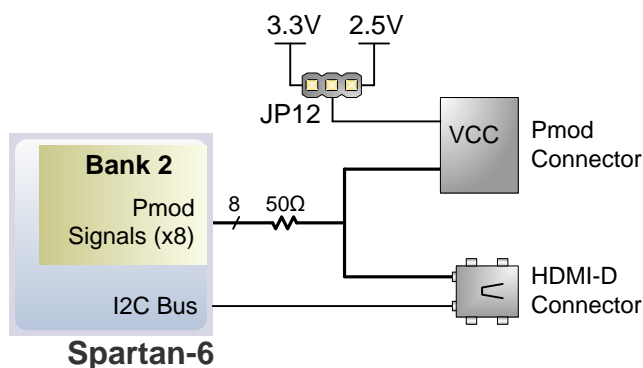 3.3V 2.5V
JP12
VCC
Pmod
Connector
Bank 2
Pmod
Signals (x8)
8 50Ω
HDMI-D
Connector
I2C Bus
Spartan-6